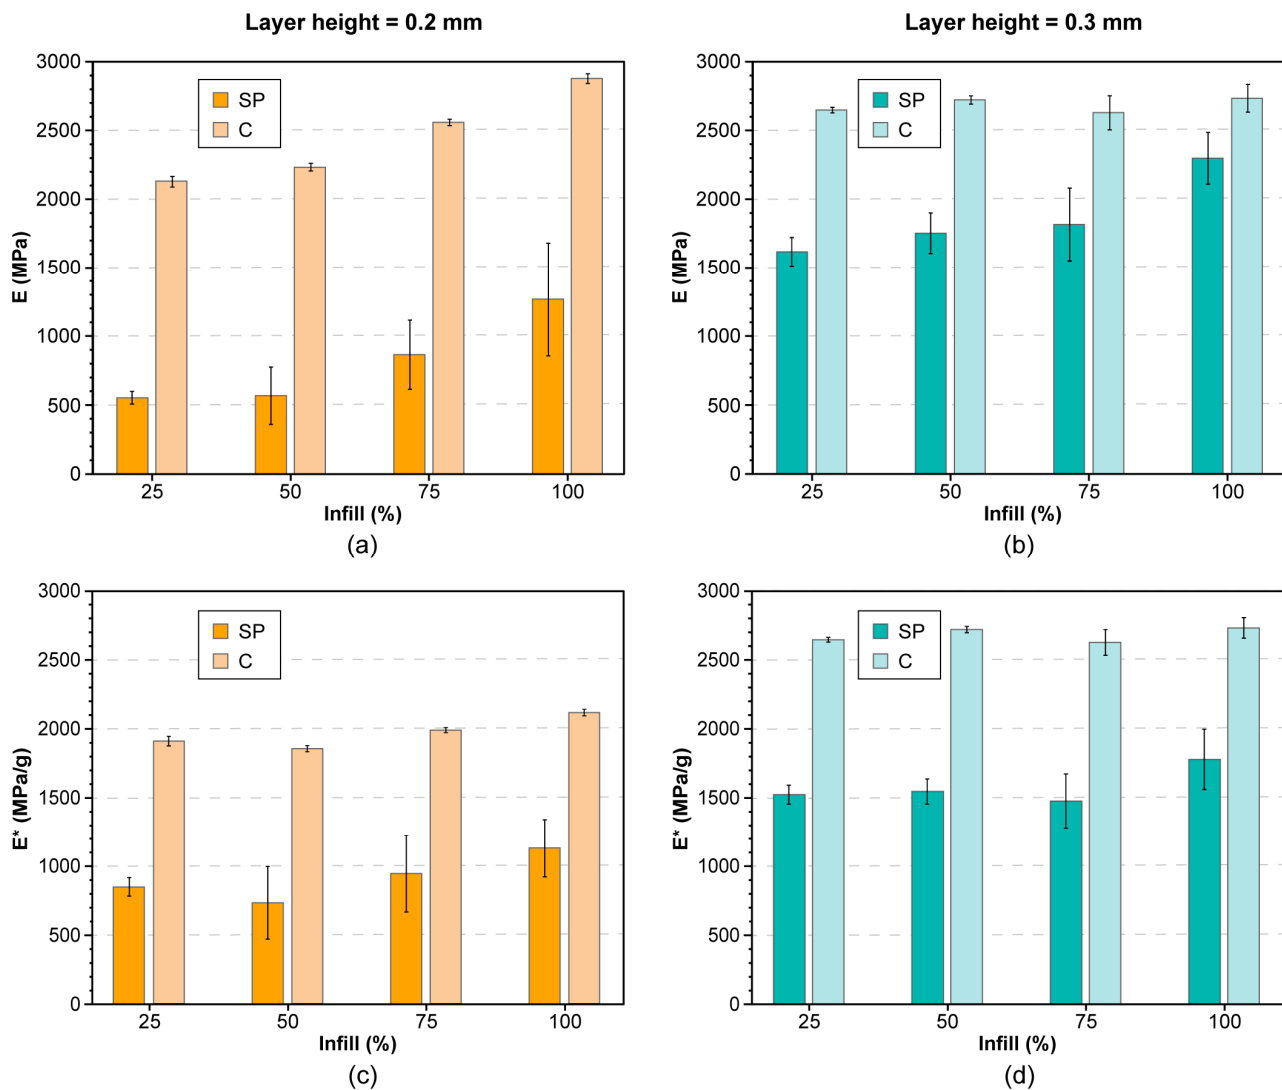 Layer height = 0.2 mm
Layer height = 0.3 mm
3000
2500
2000
1500
1000
500
0
E (MPa)
SP
C
25 50 75 100
Infill (%)
(a)
3000
2500
2000
1500
1000
500
0
E (MPa)
SP
C
25 50 75 100
Infill (%)
(b)
3000
2500
2000
1500
1000
500
0
E* (MPa/g)
SP
C
25 50 75 100
Infill (%)
(c)
3000
2500
2000
1500
1000
500
0
E* (MPa/g)
SP
C
25 50 75 100
Infill (%)
(d)